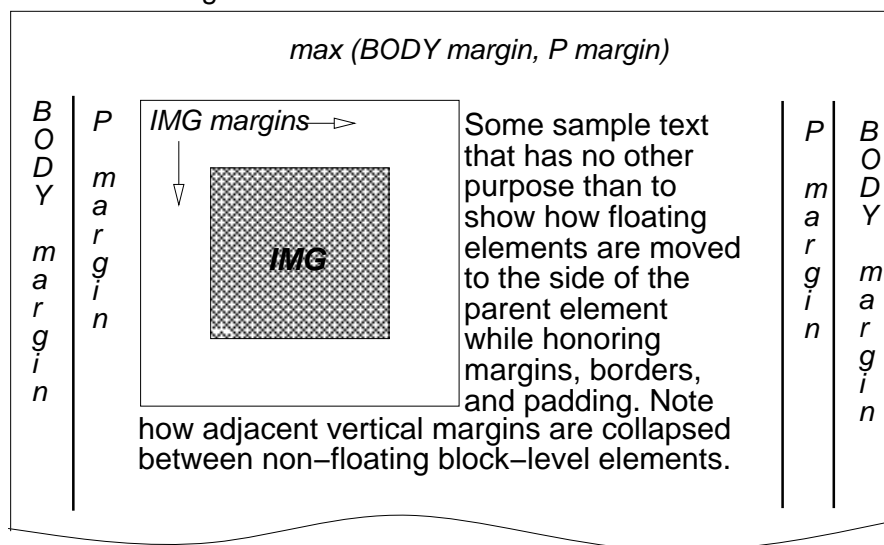 max (BODY margin, P margin)
BODY margin
P margin
IMG margins
IMG
Some sample text
that has no other
purpose than to
show how floating
elements are moved
to the side of the
parent element
while honoring
margins, borders,
and padding. Note
how adjacent vertical margins are collapsed
between non−floating block−level elements.
P margin
BODY margin